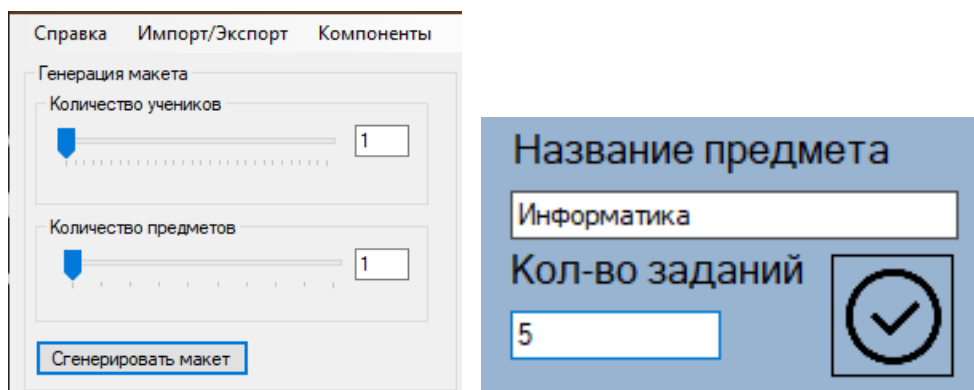 Справка Импорт/Экспорт Компоненты
Генерация макета
Количество учеников
1
Количество предметов
1
Сгенерировать макет
Название предмета
Информатика
Кол-во заданий
5